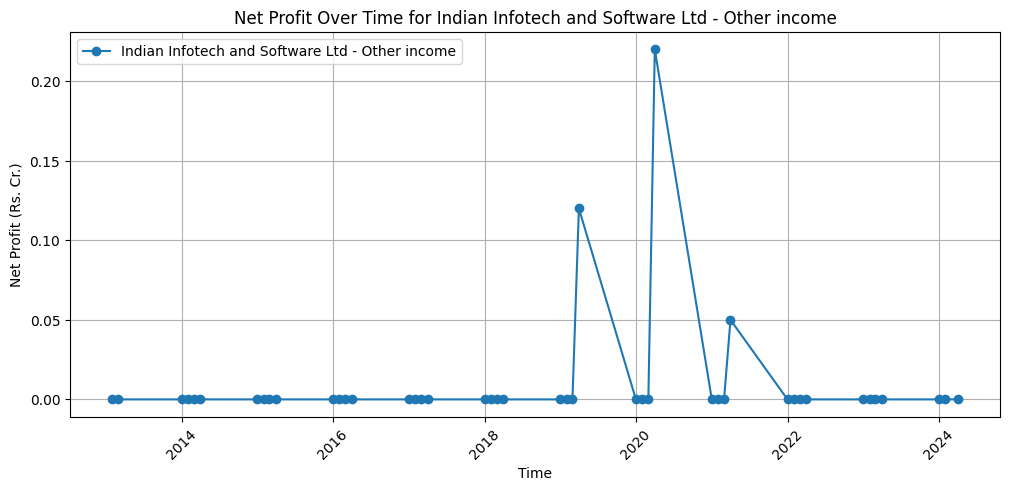 Net Profit Over Time for Indian Infotech and Software Ltd - Other income
Indian Infotech and Software Ltd - Other income
Net Profit (Rs. Cr.)
0.20
0.15
0.10
0.05
0.00
2014
2016
2018
2020
2022
2024
Time